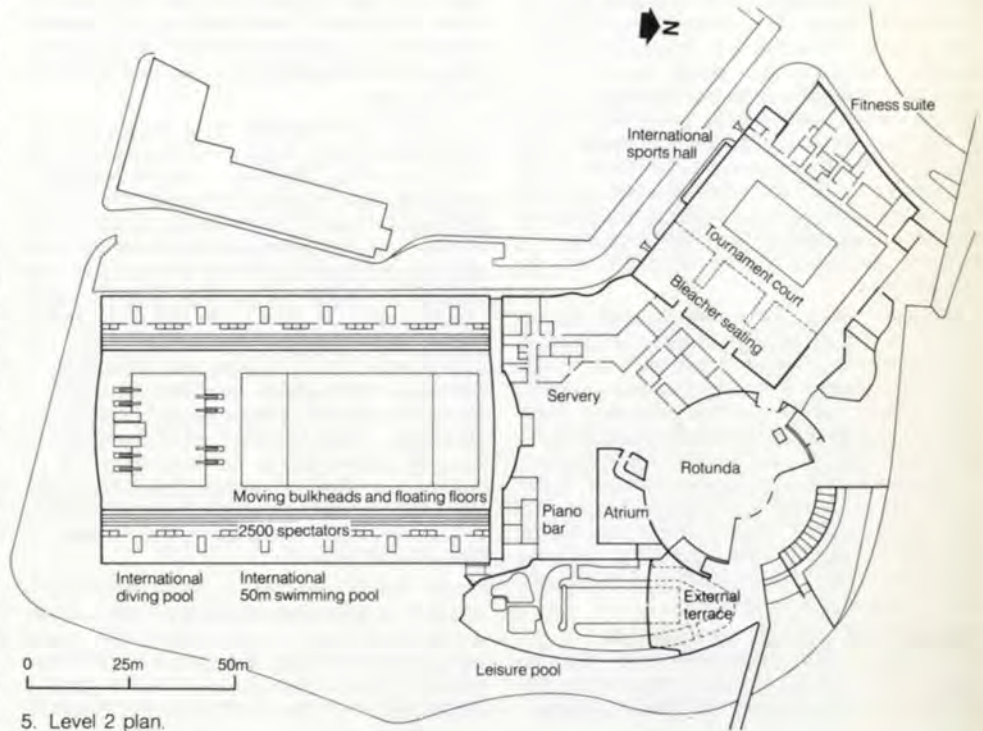 N
Fitness suite
International
sports hall
Tournament court
Bleacher seating
Servery
Rotunda
Moving bulkheads and floating floors
Piano
bar
Atrium
2500 spectators
International
diving pool
International
50m swimming pool
External
terrace
Leisure pool
0 25m 50m
5. Level 2 plan.